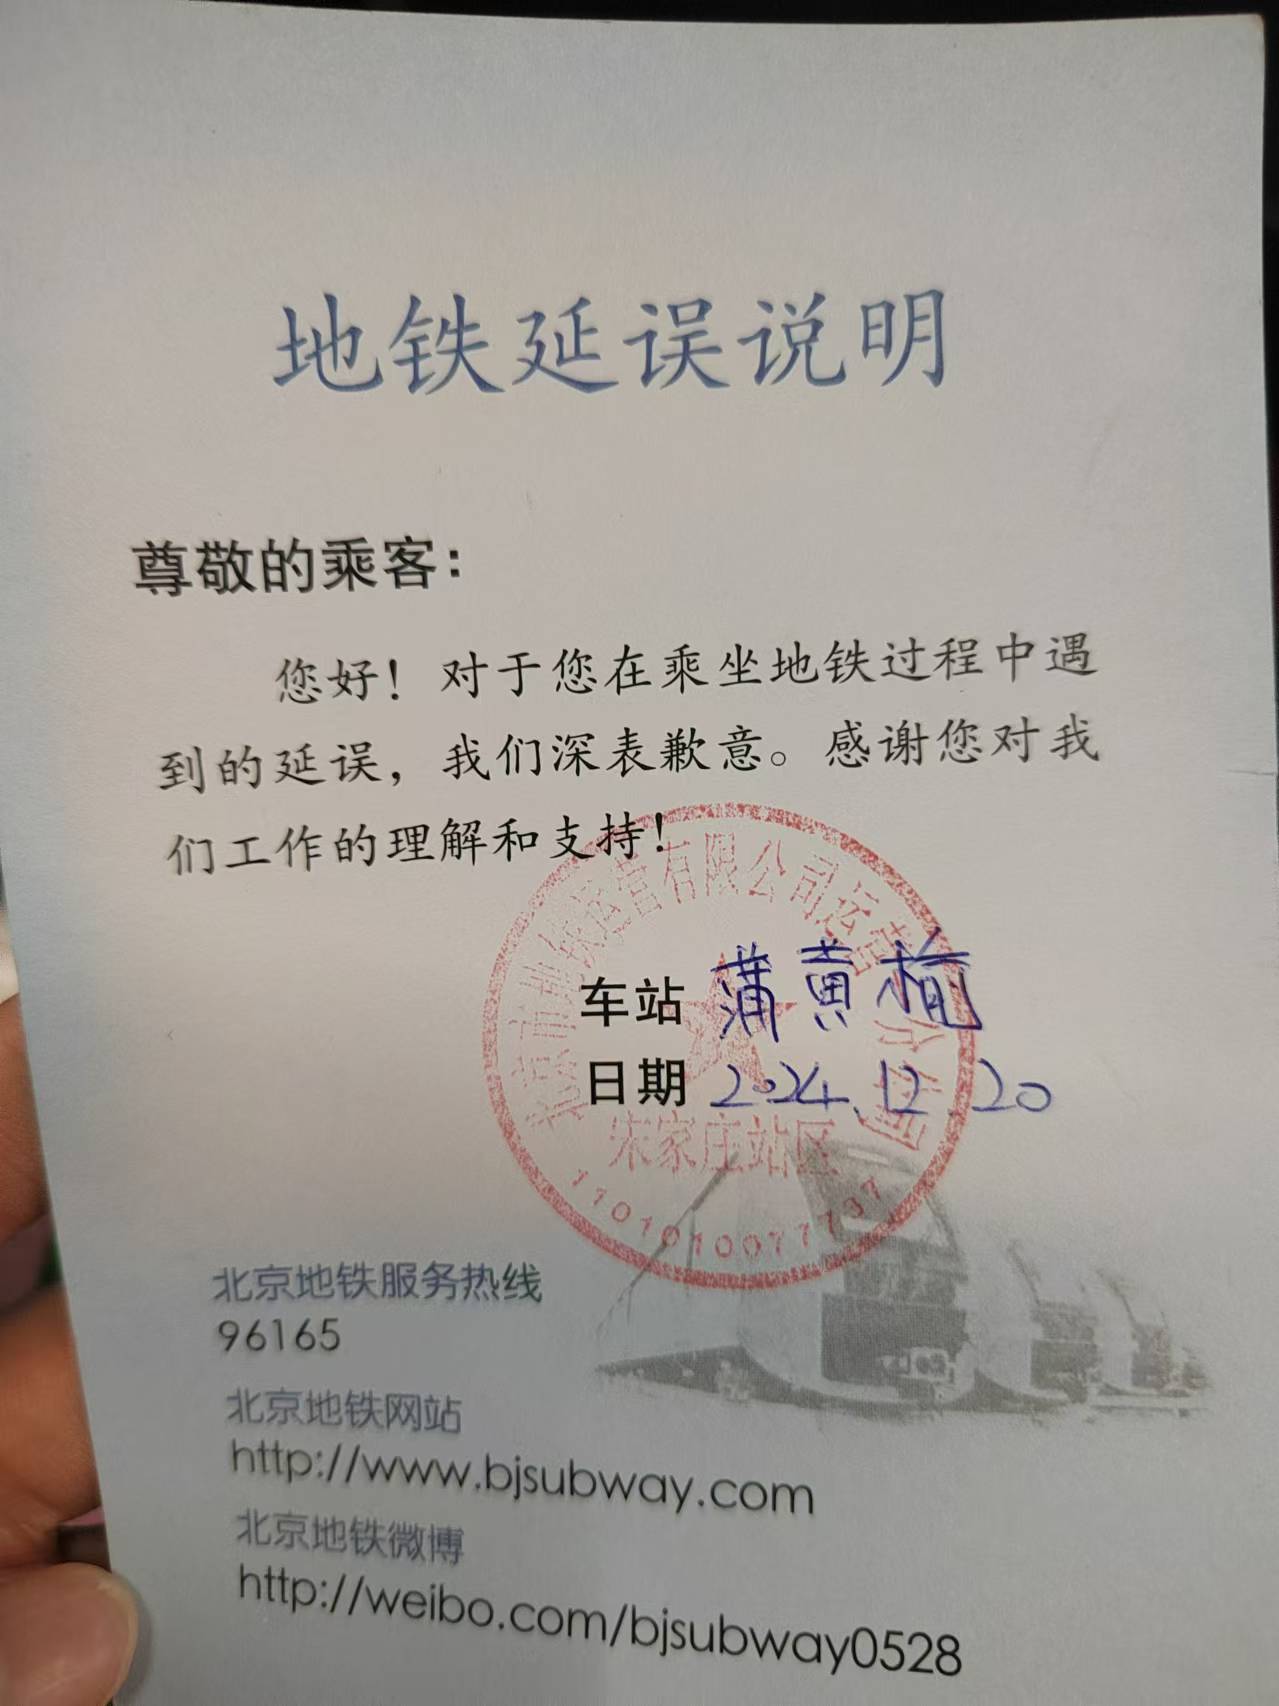 地铁延误说明
尊敬的乘客：
您好！对于您在乘坐地铁过程中遇
到的延误，我们深表歉意。感谢您对我
们工作的理解和支持！
北京市地铁运营有限公司运营一分公司
车站 蒲黄榆
日期 2024.12.20
宋家庄站区
1101010077737
北京地铁服务热线
96165
北京地铁网站
http://www.bjsubway.com
北京地铁微博
http://weibo.com/bjsubway0528